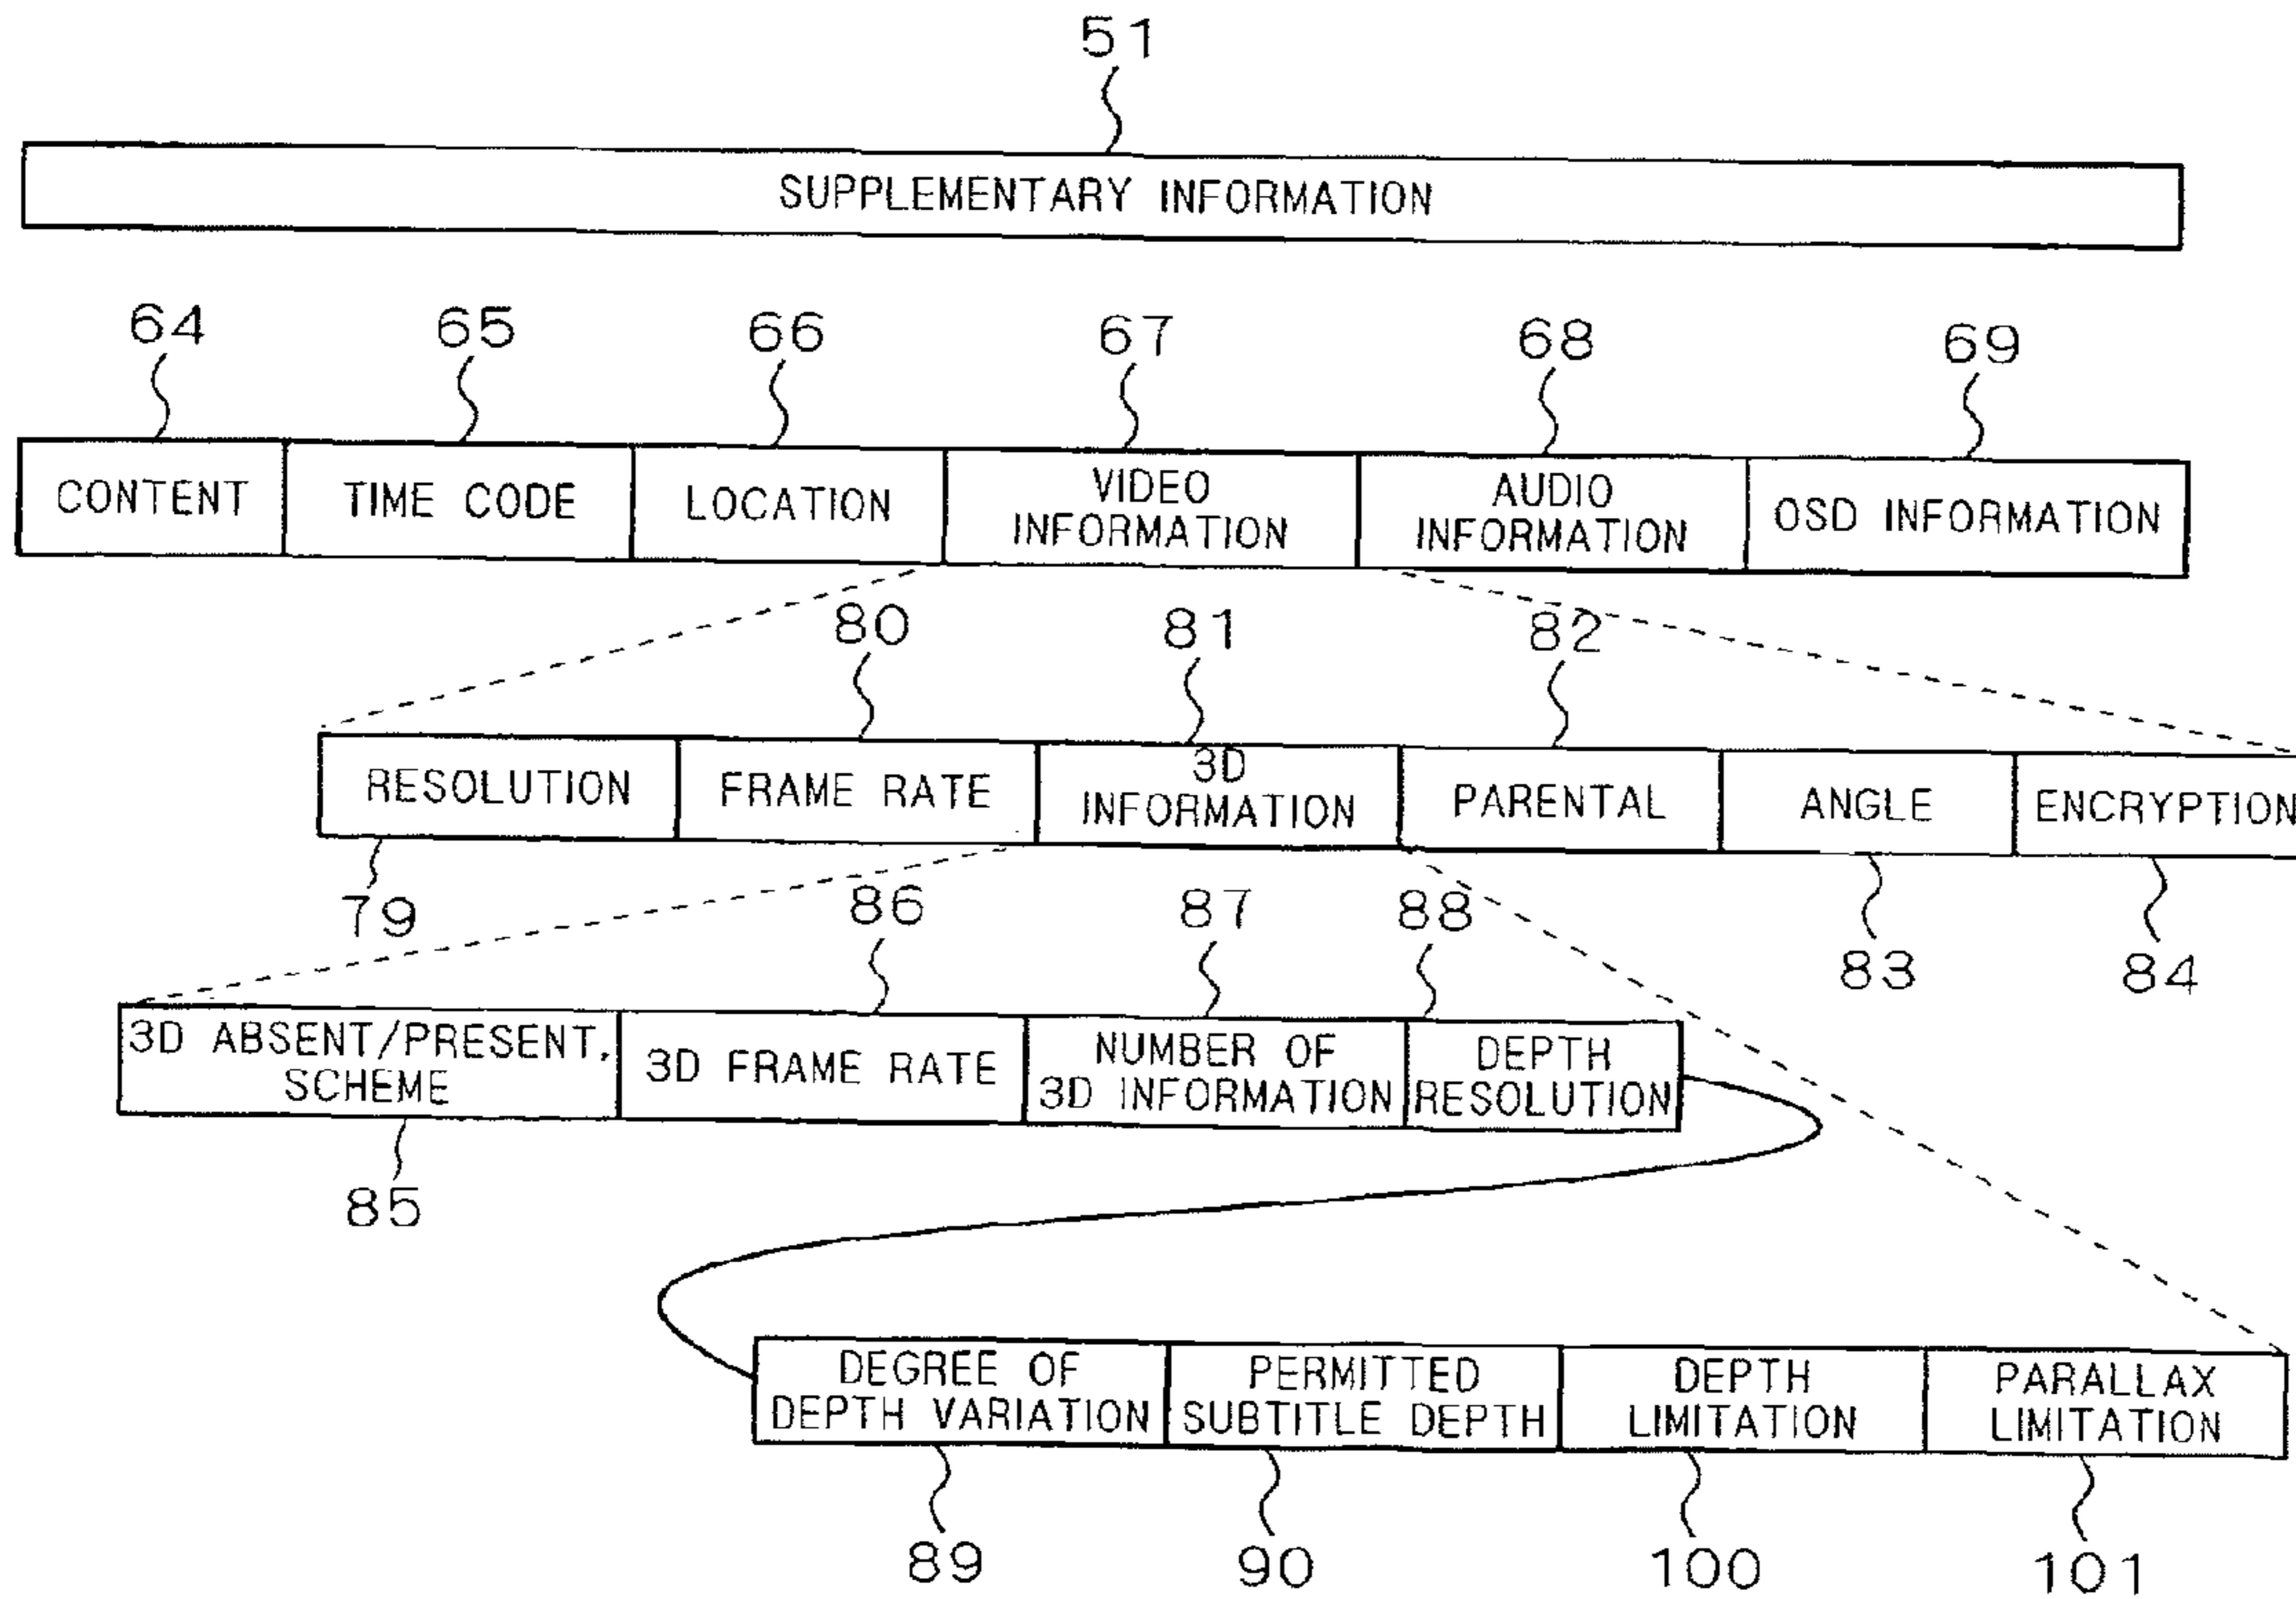 51
SUPPLEMENTARY INFORMATION
64 65 66 67 68 69
CONTENT TIME CODE LOCATION VIDEO INFORMATION AUDIO INFORMATION OSD INFORMATION
80 81 82
RESOLUTION FRAME RATE 3D INFORMATION PARENTAL ANGLE ENCRYPTION
79 83 84
86 87 88
3D ABSENT/PRESENT, SCHEME 3D FRAME RATE NUMBER OF 3D INFORMATION DEPTH RESOLUTION
85
DEGREE OF DEPTH VARIATION PERMITTED SUBTITLE DEPTH DEPTH LIMITATION PARALLAX LIMITATION
89 90 100 101